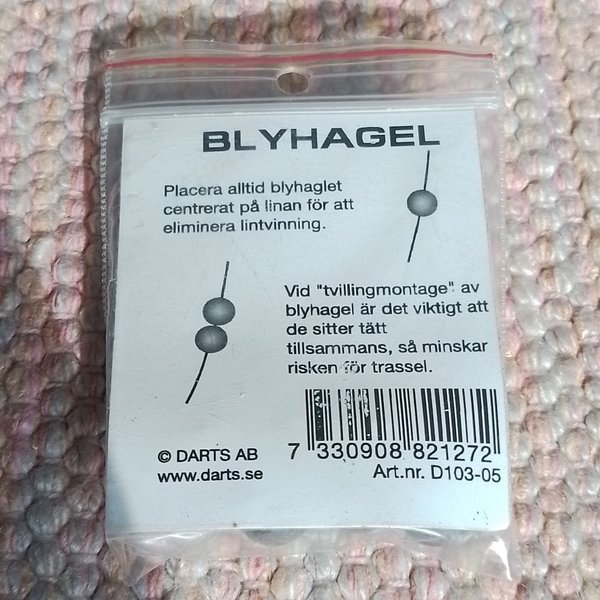 BLYHAGEL
Placera alltid blyhaglet
centrerat på linan för att
eliminera lintvinning.
Vid "tvillingmontage" av
blyhagel är det viktigt att
de sitter tätt
tillsammans, så minskar
risken för trassel.
© DARTS AB
www.darts.se
7 330908 821272
Art.nr. D103-05